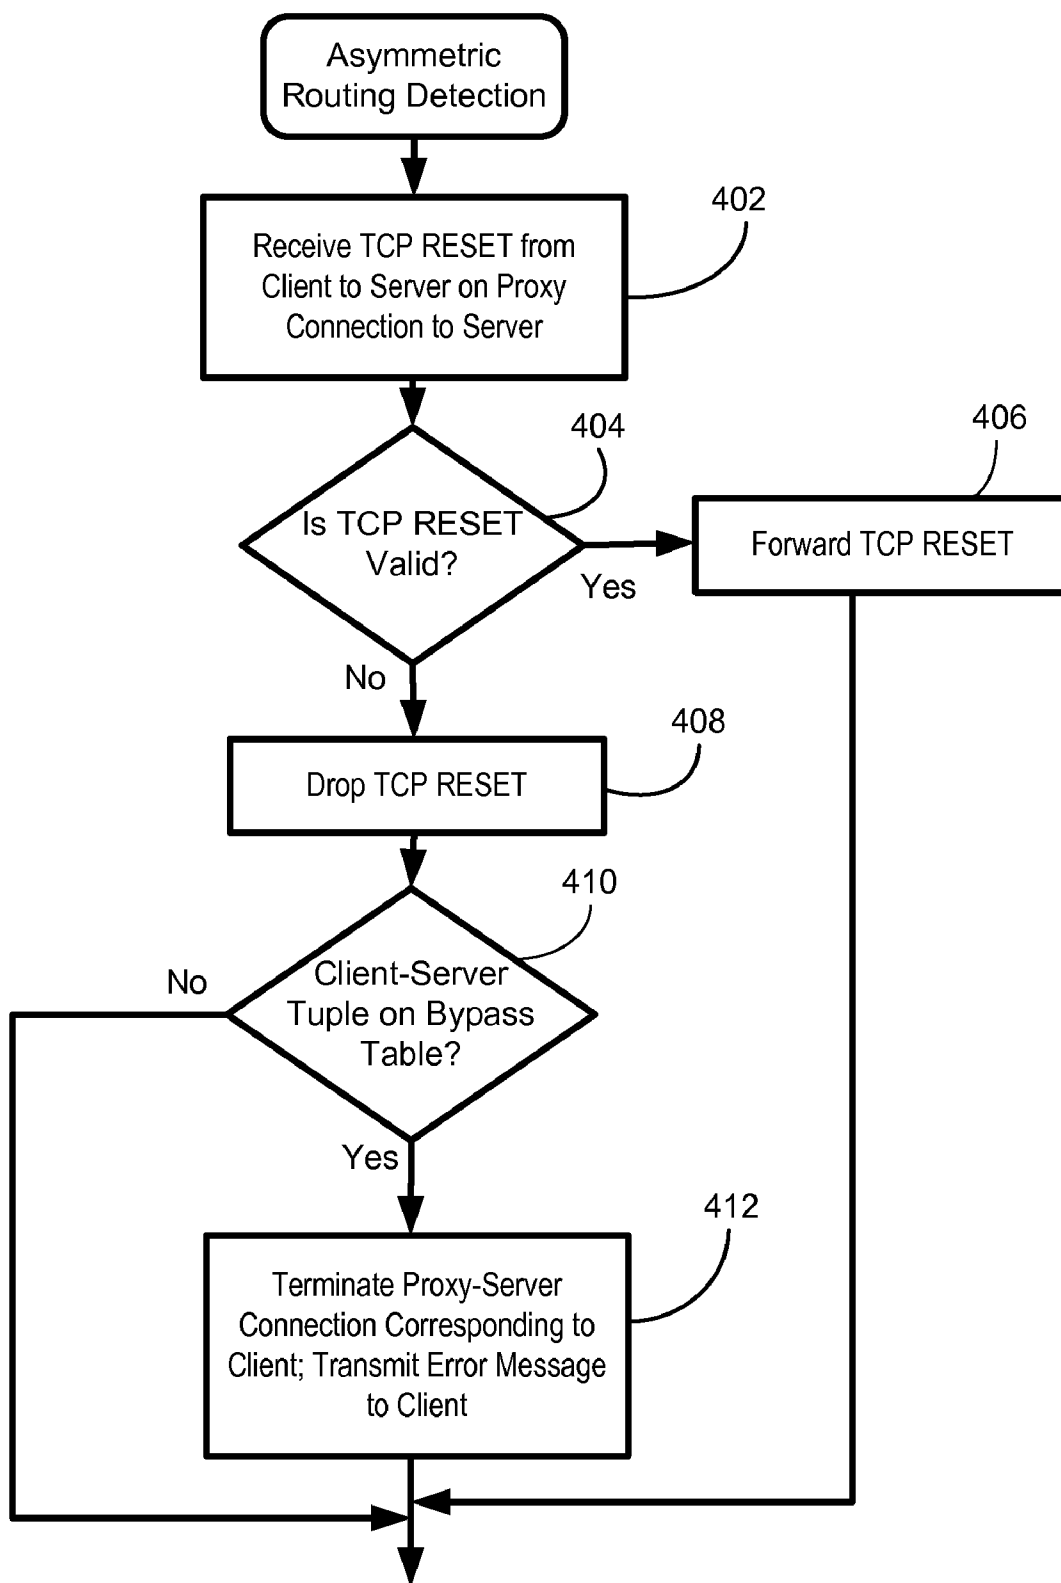 Asymmetric
Routing Detection
402
Receive TCP RESET from
Client to Server on Proxy
Connection to Server
404
406
Is TCP RESET
Valid?
Forward TCP RESET
Yes
No
408
Drop TCP RESET
410
No
Client-Server
Tuple on Bypass
Table?
Yes
412
Terminate Proxy-Server
Connection Corresponding to
Client; Transmit Error Message
to Client